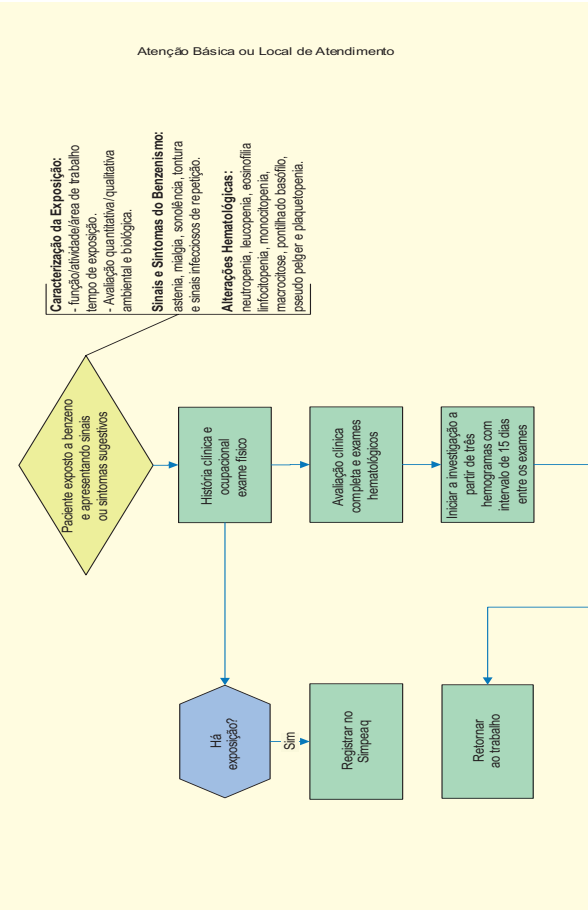 Atenção Básica ou Local de Atendimento
Caracterização da Exposição:
- função/atividade/área de trabalho
tempo de exposição.
- Avaliação quantitativa/qualitativa
ambiental e biológica.
Sinais e Sintomas do Benzenismo:
astenia, mialgia, sonolência, tontura
e sinais infecciosos de repetição.
Alterações Hematológicas:
neutropenia, leucopenia, eosinofilia
linfocitopenia, monocitopenia,
macrocitose, pontilhado basófilo,
pseudo pelger e plaquetopenia.
Paciente exposto a benzeno
e apresentando sinais
ou sintomas sugestivos
História clínica e
ocupacional
exame físico
Avaliação clínica
completa e exames
hematológicos
Iniciar a investigação a
partir de três
hemogramas com
intervalo de 15 dias
entre os exames
Há
exposição?
Sim
Registrar no
Simpeaq
Retornar
ao trabalho